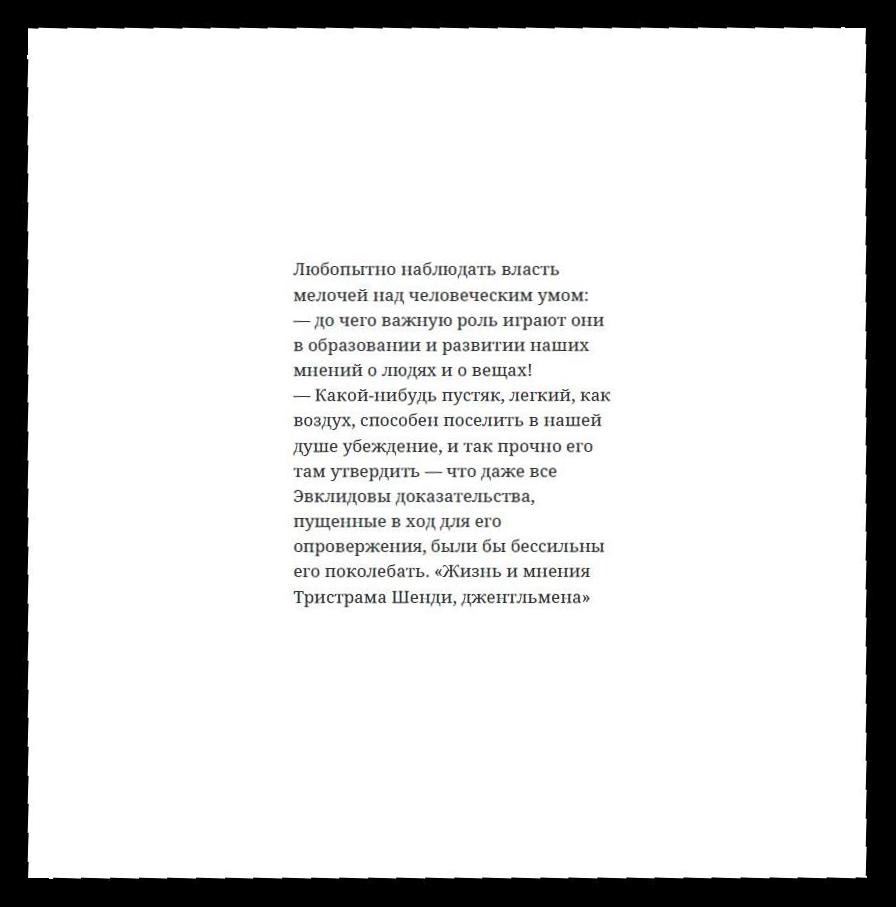 Любопытно наблюдать власть
мелочей над человеческим умом:
— до чего важную роль играют они
в образовании и развитии наших
мнений о людях и о вещах!
— Какой-нибудь пустяк, легкий, как
воздух, способен поселить в нашей
душе убеждение, и так прочно его
там утвердить — что даже все
Эвклидовы доказательства,
пущенные в ход для его
опровержения, были бы бессильны
его поколебать. «Жизнь и мнения
Тристрама Шенди, джентльмена»